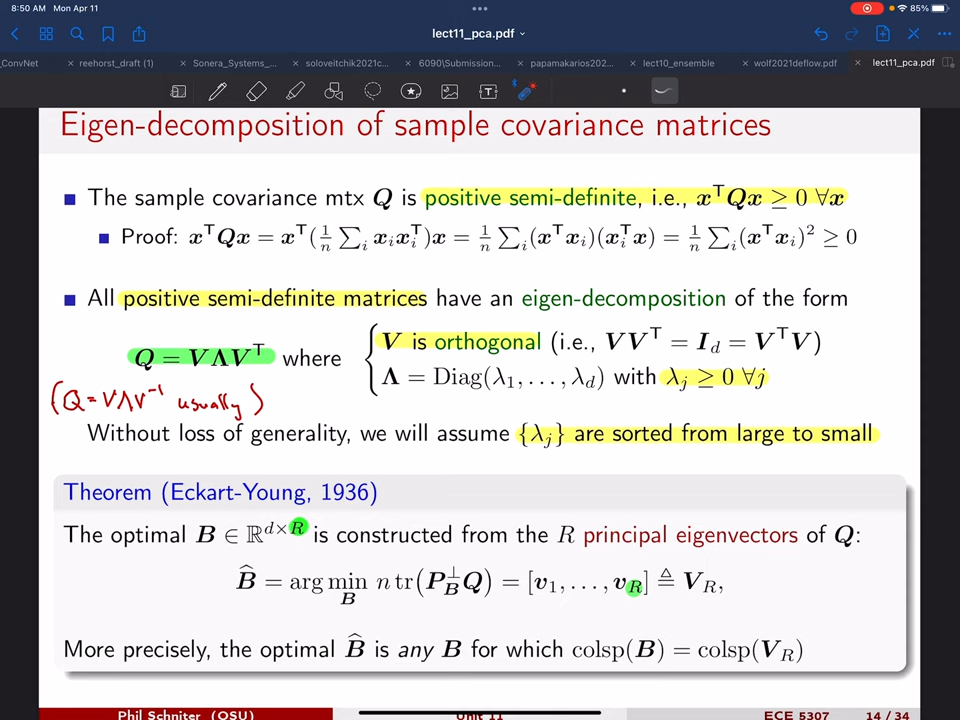 8:50 AM Mon Apr 11
85%
lect11_pca.pdf
_ConvNet × reehorst_draft (1) × Sonera_Systems_... × soloveitchik2021c... × 6090\Submission... × papamakarios202... × lect10_ensemble × wolf2021deflow.pdf × lect11_pca.pdf
Eigen-decomposition of sample covariance matrices
■ The sample covariance mtx Q is positive semi-definite, i.e., xᵀQx ≥ 0 ∀x
■ Proof: xᵀQx = xᵀ(1/n ∑ᵢ xᵢxᵢᵀ)x = 1/n ∑ᵢ(xᵀxᵢ)(xᵢᵀx) = 1/n ∑ᵢ(xᵀxᵢ)² ≥ 0
■ All positive semi-definite matrices have an eigen-decomposition of the form
Q = VΛVᵀ where { V is orthogonal (i.e., VVᵀ = I_d = VᵀV)
Λ = Diag(λ₁, . . . , λ_d) with λⱼ ≥ 0 ∀j
(Q=VΛV⁻¹ usually)
Without loss of generality, we will assume {λⱼ} are sorted from large to small
Theorem (Eckart-Young, 1936)
The optimal B ∈ ℝ^{d×R} is constructed from the R principal eigenvectors of Q:
B̂ = arg min_B n tr(P_B^⊥ Q) = [v₁, . . . , v_R] ≜ V_R,
More precisely, the optimal B̂ is any B for which colsp(B) = colsp(V_R)
Phil Schniter (OSU) Unit 11 ECE 5307 14 / 34